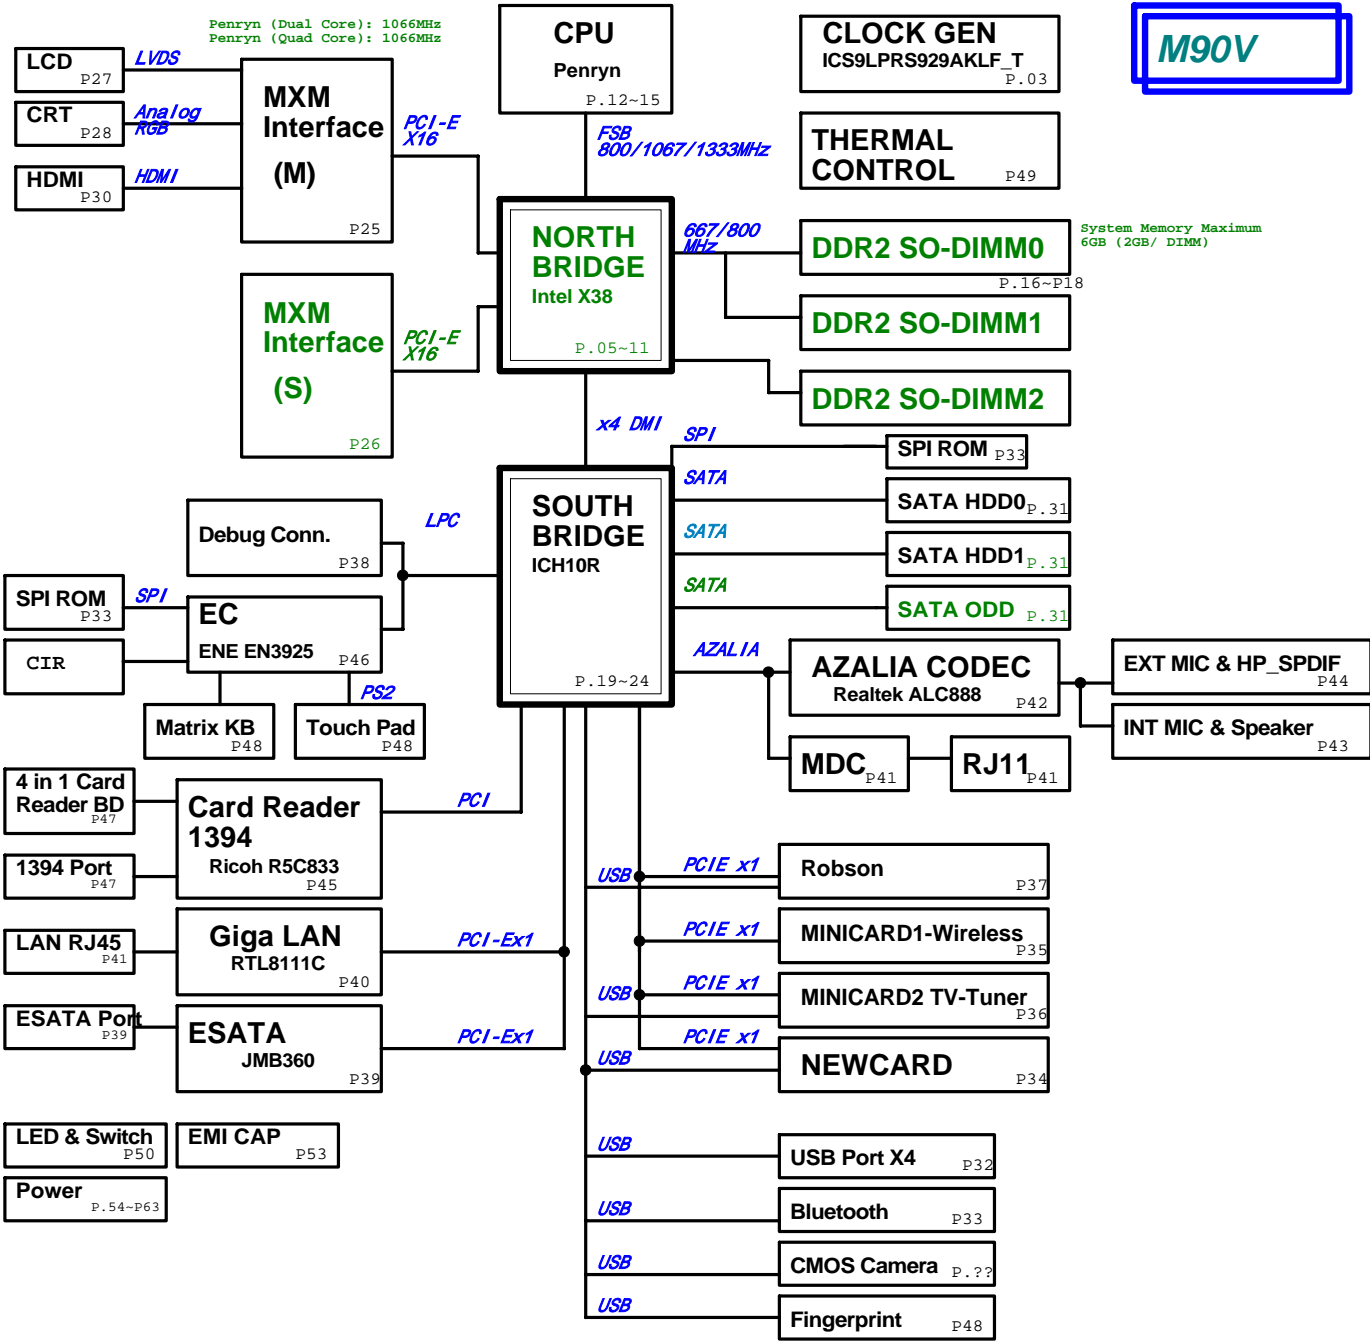 Penryn (Dual Core): 1066MHz
Penryn (Quad Core): 1066MHz
CPU
Penryn
P.12~15
CLOCK GEN
ICS9LPRS929AKLF_T
P.03
M90V
LCD
P27
LVDS
CRT
P28
Analog
RGB
HDMI
P30
HDMI
MXM
Interface
(M)
P25
PCI-E
X16
FSB
800/1067/1333MHz
THERMAL
CONTROL
P49
NORTH
BRIDGE
Intel X38
P.05~11
667/800
MHz
DDR2 SO-DIMM0
P.16~P18
System Memory Maximum
6GB (2GB/ DIMM)
DDR2 SO-DIMM1
DDR2 SO-DIMM2
MXM
Interface
(S)
P26
PCI-E
X16
x4 DMI
SPI
SPI ROM P33
SATA
SATA HDD0 P.31
SATA
SATA HDD1 P.31
SATA
SATA ODD P.31
SOUTH
BRIDGE
ICH10R
P.19~24
LPC
Debug Conn.
P38
SPI ROM
P33
SPI
EC
ENE EN3925
P46
CIR
PS2
Matrix KB
P48
Touch Pad
P48
AZALIA
AZALIA CODEC
Realtek ALC888
P42
EXT MIC & HP_SPDIF
P44
INT MIC & Speaker
P43
MDC P41
RJ11 P41
4 in 1 Card
Reader BD
P47
1394 Port
P47
Card Reader
1394
Ricoh R5C833
P45
PCI
LAN RJ45
P41
Giga LAN
RTL8111C
P40
PCI-Ex1
ESATA Port
P39
ESATA
JMB360
P39
PCI-Ex1
USB
PCIE x1
Robson
P37
PCIE x1
MINICARD1-Wireless
P35
USB
PCIE x1
MINICARD2 TV-Tuner
P36
USB
PCIE x1
NEWCARD
P34
LED & Switch
P50
EMI CAP
P53
Power
P.54~P63
USB
USB Port X4
P32
USB
Bluetooth
P33
USB
CMOS Camera
P.??
USB
Fingerprint
P48